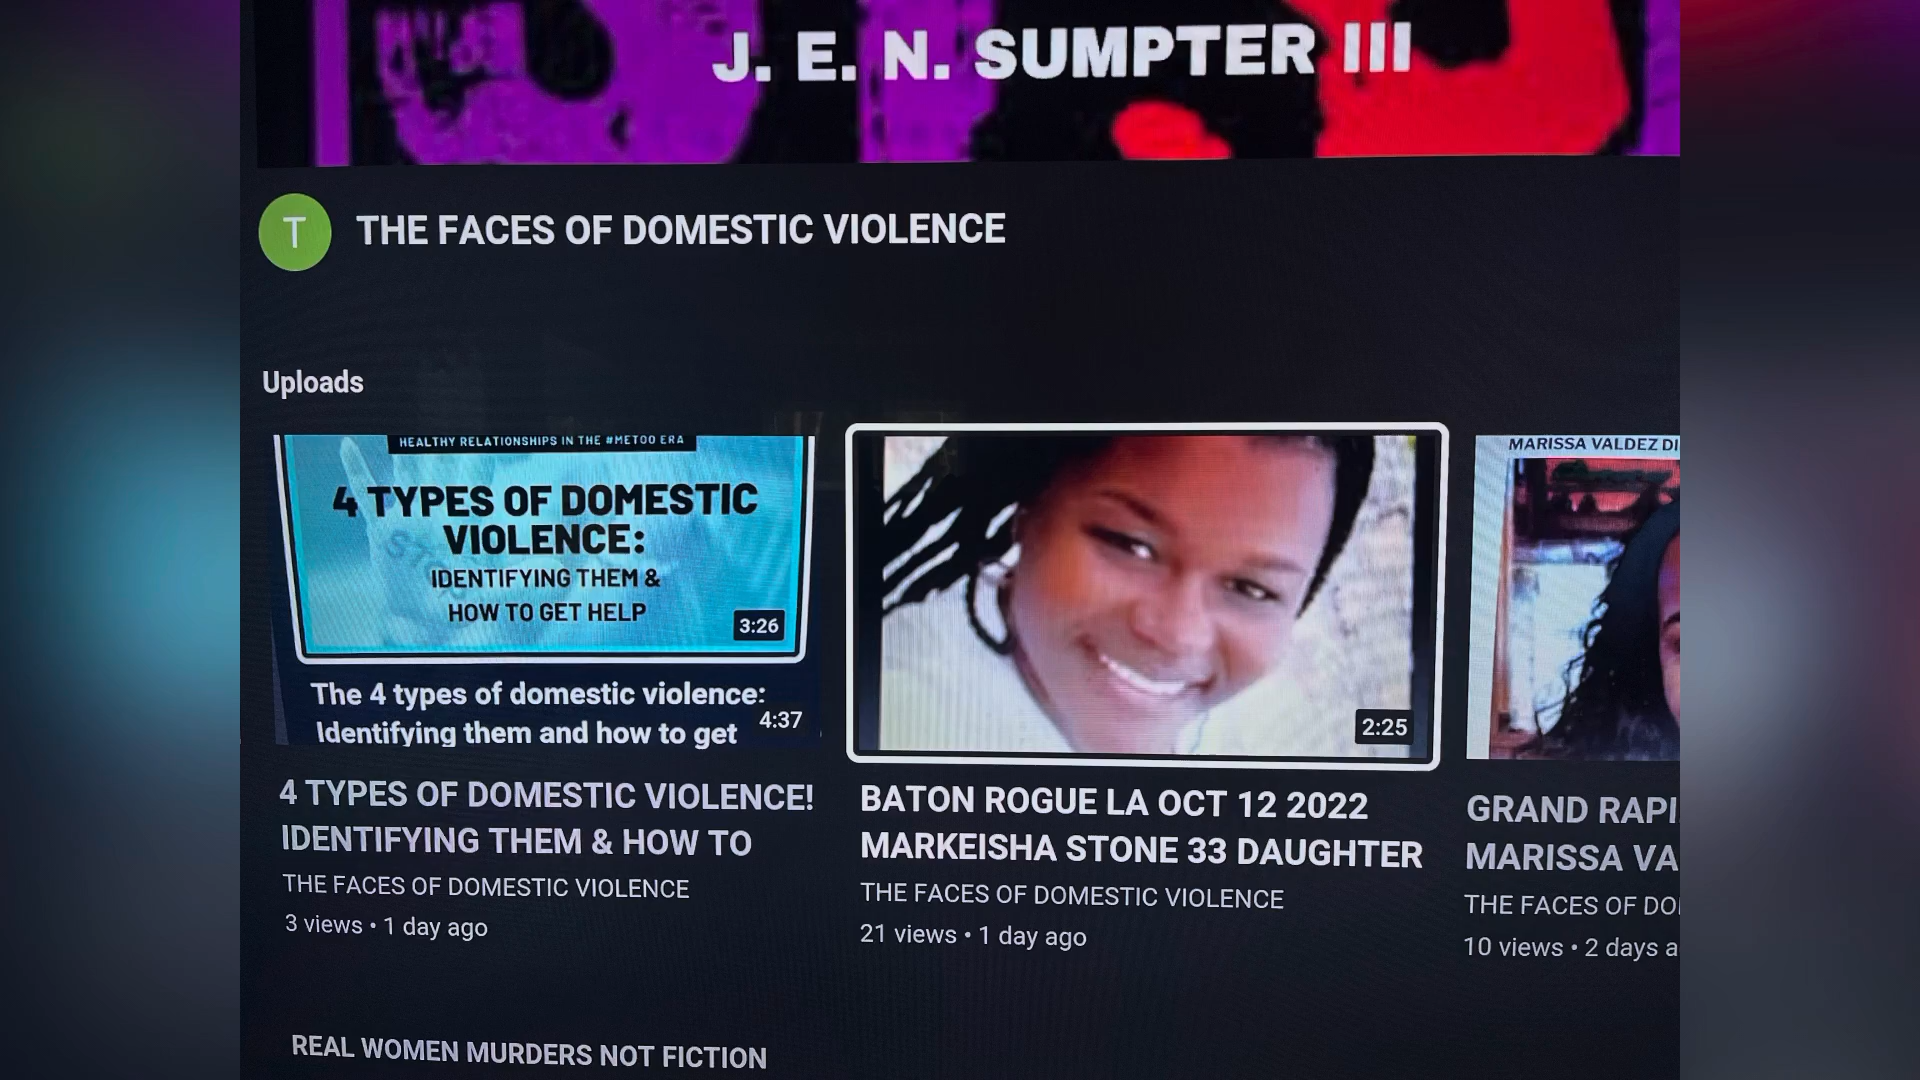 J. E. N. SUMPTER III
T
THE FACES OF DOMESTIC VIOLENCE
Uploads
HEALTHY RELATIONSHIPS IN THE #METOO ERA
4 TYPES OF DOMESTIC
VIOLENCE:
IDENTIFYING THEM &
HOW TO GET HELP
3:26
The 4 types of domestic violence:
Identifying them and how to get
4:37
4 TYPES OF DOMESTIC VIOLENCE!
IDENTIFYING THEM & HOW TO
THE FACES OF DOMESTIC VIOLENCE
3 views • 1 day ago
2:25
BATON ROGUE LA OCT 12 2022
MARKEISHA STONE 33 DAUGHTER
THE FACES OF DOMESTIC VIOLENCE
21 views • 1 day ago
MARISSA VALDEZ DI
GRAND RAPI
MARISSA VA
THE FACES OF DO
10 views • 2 days a
REAL WOMEN MURDERS NOT FICTION